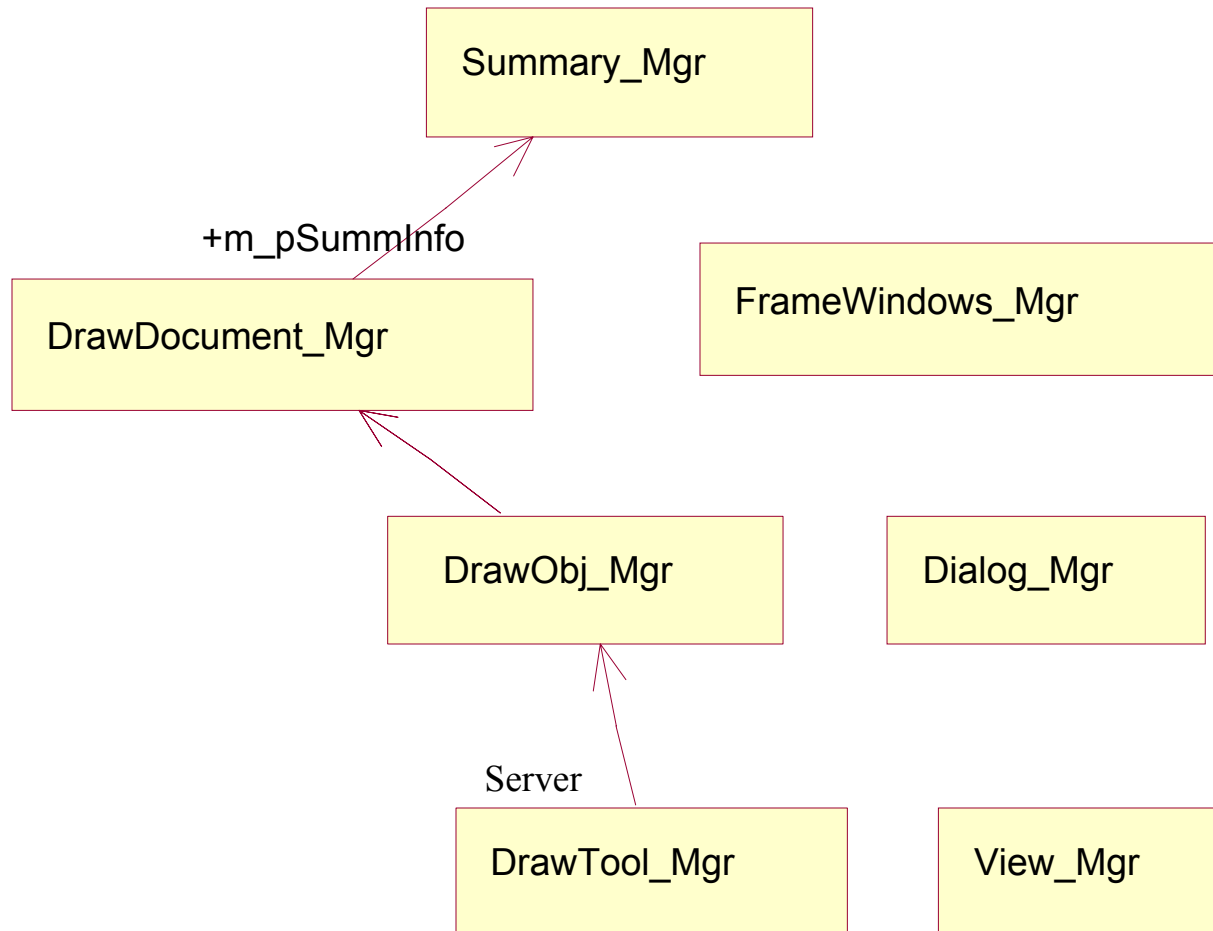 Summary_Mgr
+m_pSummInfo
FrameWindows_Mgr
DrawDocument_Mgr
DrawObj_Mgr
Dialog_Mgr
Server
DrawTool_Mgr
View_Mgr